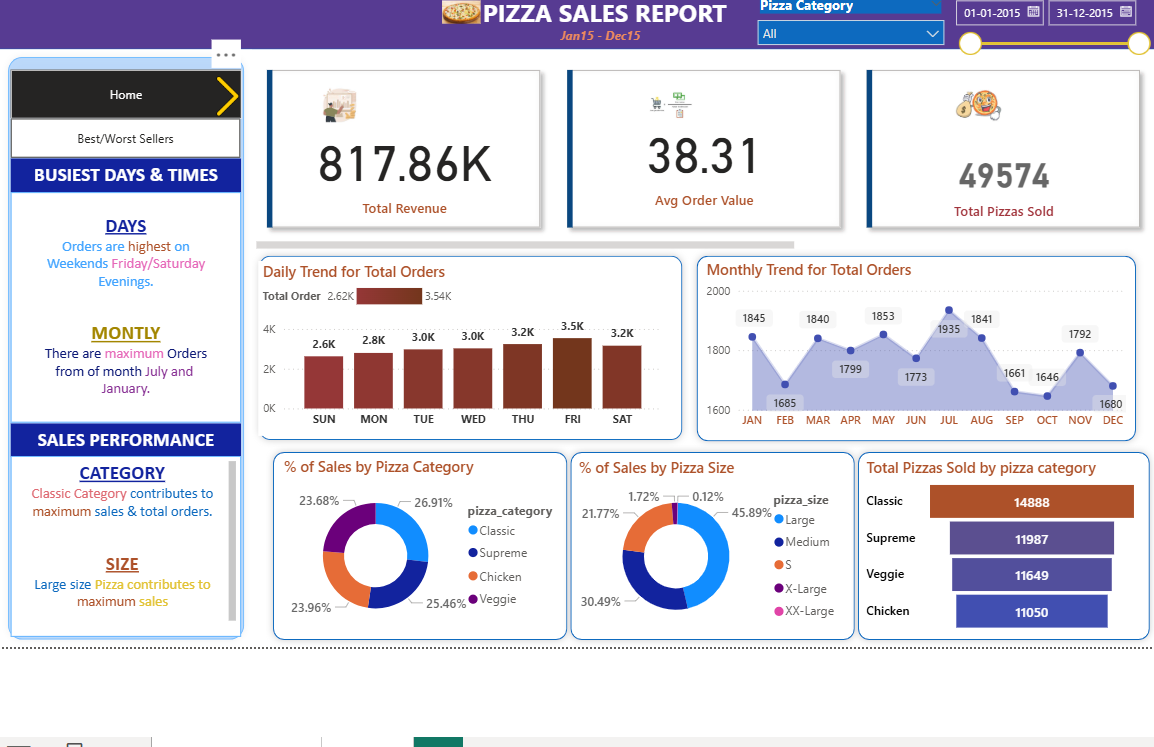 PIZZA SALES REPORT
Jan15 - Dec15
Pizza Category
All
01-01-2015
31-12-2015
Home
Best/Worst Sellers
BUSIEST DAYS & TIMES
DAYS
Orders are highest on
Weekends Friday/Saturday
Evenings.
MONTLY
There are maximum Orders
from of month July and
January.
SALES PERFORMANCE
CATEGORY
Classic Category contributes to
maximum sales & total orders.
SIZE
Large size Pizza contributes to
maximum sales
817.86K
Total Revenue
38.31
Avg Order Value
49574
Total Pizzas Sold
Daily Trend for Total Orders
Total Order 2.62K 3.54K
4K
2K
0K
2.6K 2.8K 3.0K 3.0K 3.2K 3.5K 3.2K
SUN MON TUE WED THU FRI SAT
Monthly Trend for Total Orders
2000
1800
1600
1845 1685 1840 1799 1853 1773 1935 1841 1661 1646 1792 1680
JAN FEB MAR APR MAY JUN JUL AUG SEP OCT NOV DEC
% of Sales by Pizza Category
23.68% 26.91%
23.96% 25.46%
pizza_category
Classic
Supreme
Chicken
Veggie
% of Sales by Pizza Size
1.72% 0.12%
21.77% 45.89%
30.49%
pizza_size
Large
Medium
S
X-Large
XX-Large
Total Pizzas Sold by pizza category
Classic 14888
Supreme 11987
Veggie 11649
Chicken 11050